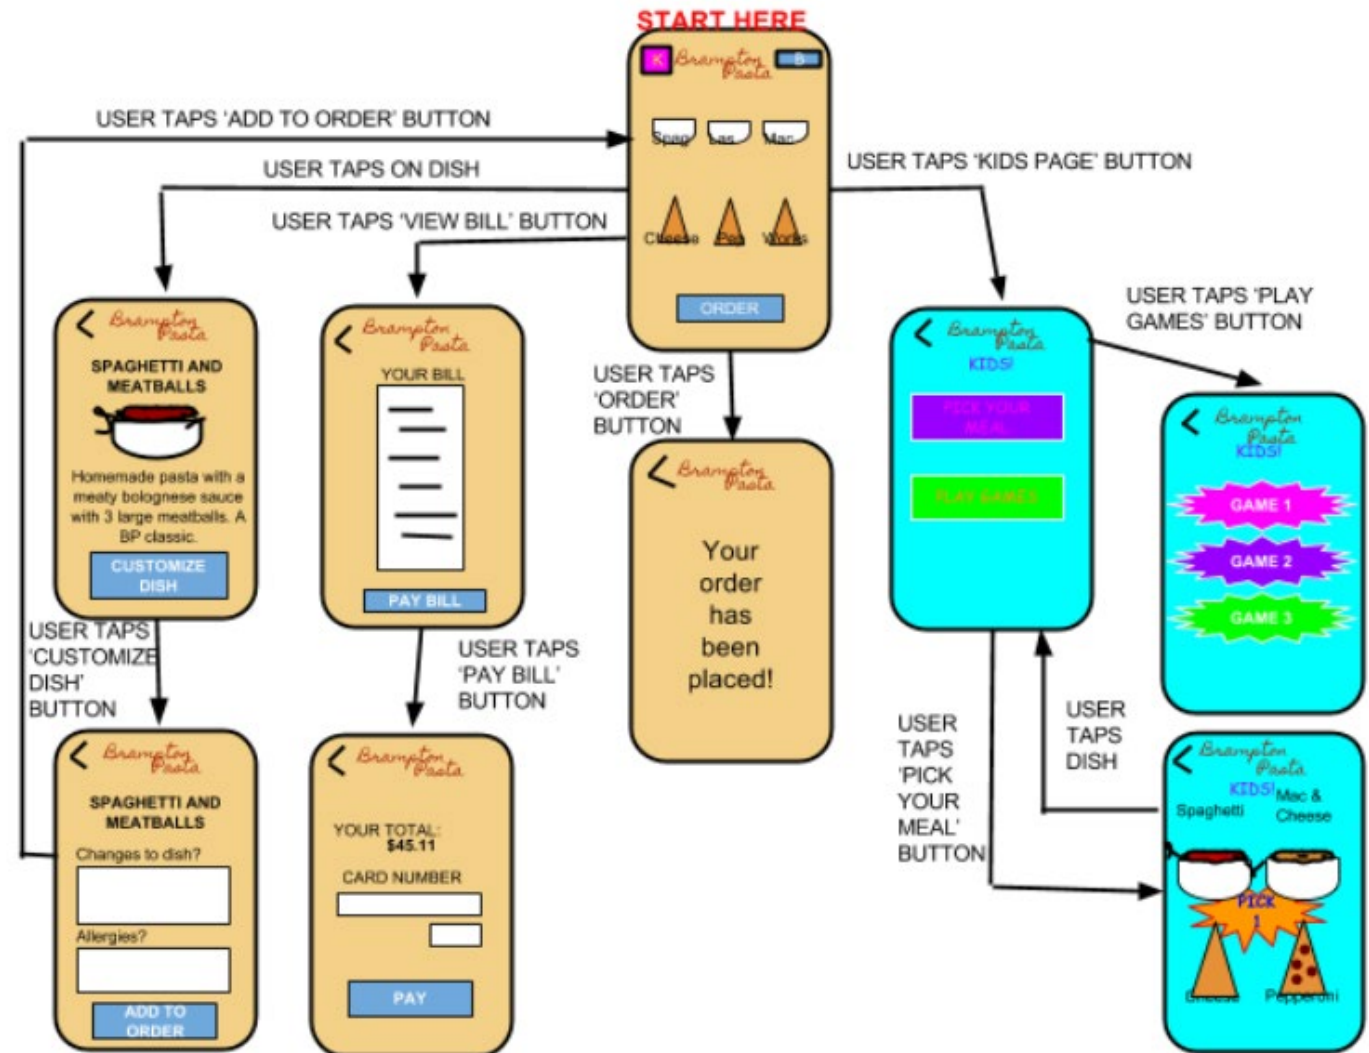 START HERE
K
Brampton
Pasta
B
Spag Las Mac
Cheese Pep Works
ORDER
USER TAPS 'ADD TO ORDER' BUTTON
USER TAPS ON DISH
USER TAPS 'VIEW BILL' BUTTON
USER TAPS 'KIDS PAGE' BUTTON
USER TAPS
'ORDER'
BUTTON
USER TAPS 'PLAY
GAMES' BUTTON
Brampton
Pasta
SPAGHETTI AND
MEATBALLS
Homemade pasta with a
meaty bolognese sauce
with 3 large meatballs. A
BP classic.
CUSTOMIZE
DISH
Brampton
Pasta
YOUR BILL
PAY BILL
Brampton
Pasta
Your
order
has
been
placed!
Brampton
Pasta
KIDS!
PICK YOUR
MEAL
PLAY GAMES
Brampton
Pasta
KIDS!
GAME 1
GAME 2
GAME 3
USER TAPS
'CUSTOMIZE
DISH'
BUTTON
USER TAPS
'PAY BILL'
BUTTON
USER
TAPS
'PICK
YOUR
MEAL'
BUTTON
USER
TAPS
DISH
Brampton
Pasta
SPAGHETTI AND
MEATBALLS
Changes to dish?
Allergies?
ADD TO
ORDER
Brampton
Pasta
YOUR TOTAL:
$45.11
CARD NUMBER
PAY
Brampton
Pasta
KIDS!
Spaghetti
Mac &
Cheese
PICK
1
Cheese
Pepperoni